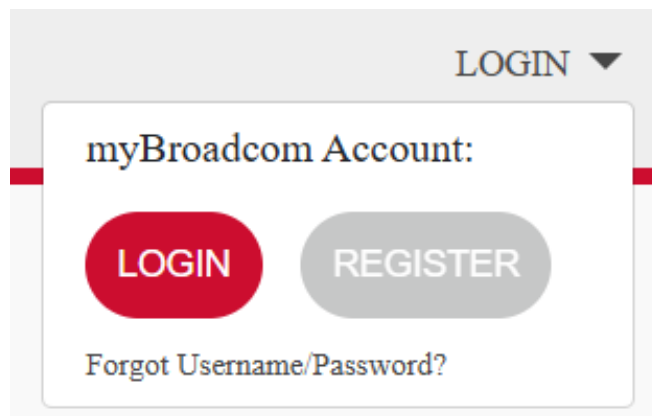 LOGIN
myBroadcom Account:
LOGIN REGISTER
Forgot Username/Password?